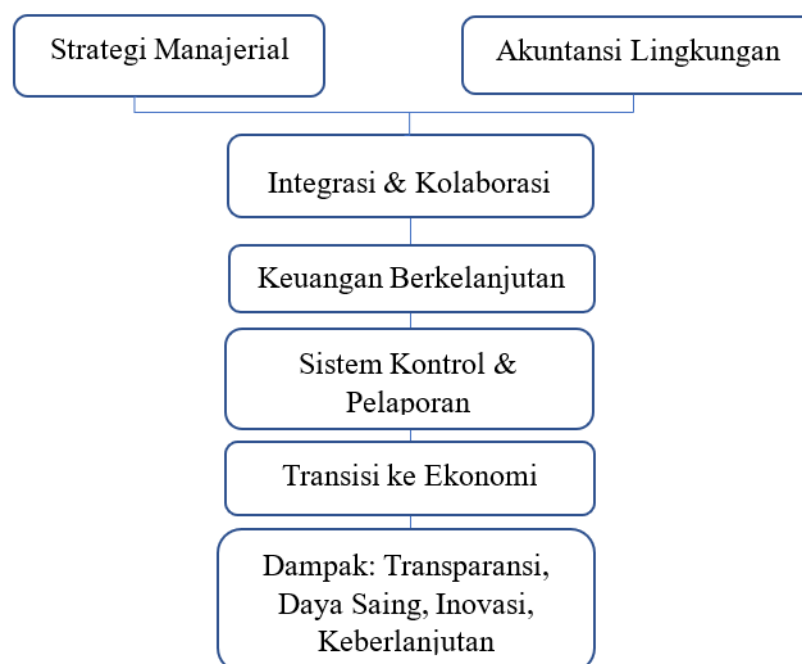 Strategi Manajerial
Akuntansi Lingkungan
Integrasi & Kolaborasi
Keuangan Berkelanjutan
Sistem Kontrol &
Pelaporan
Transisi ke Ekonomi
Dampak: Transparansi,
Daya Saing, Inovasi,
Keberlanjutan